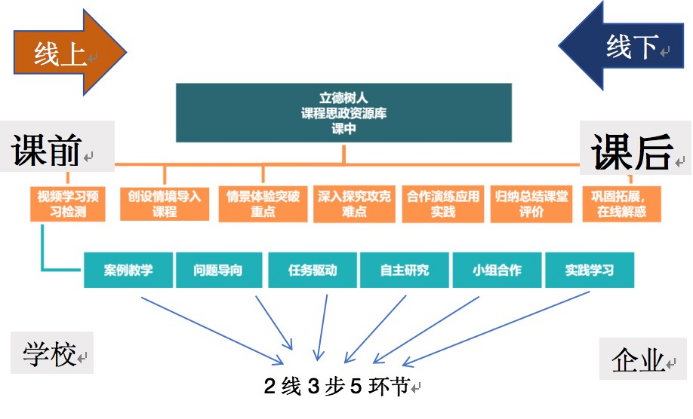 线上
线下
立德树人
课程思政资源库
课中
课前
课后
视频学习预
习检测
创设情境导入
课程
情景体验突破
重点
深入探究攻克
难点
合作演练应用
实践
归纳总结课堂
评价
巩固拓展,
在线解惑
案例教学
问题导向
任务驱动
自主研究
小组合作
实践学习
学校
企业
2线3步5环节